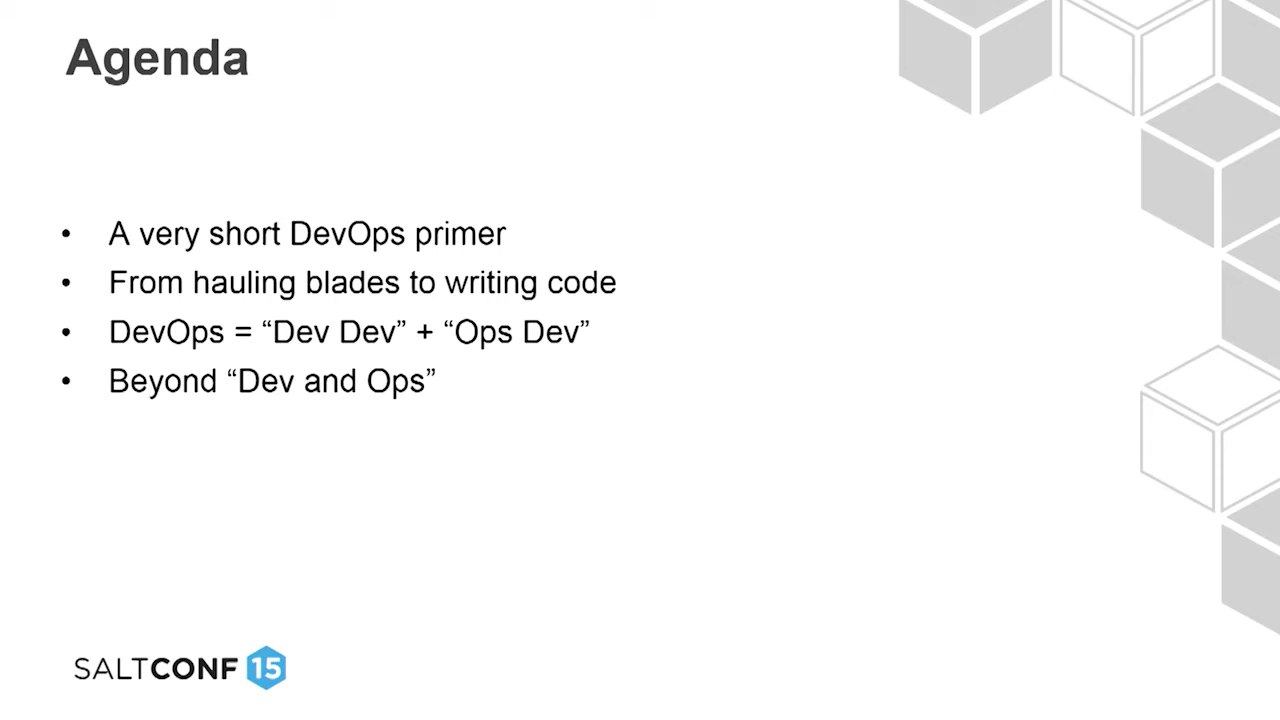 Agenda
• A very short DevOps primer
• From hauling blades to writing code
• DevOps = “Dev Dev” + “Ops Dev”
• Beyond “Dev and Ops”
SALTCONF 15